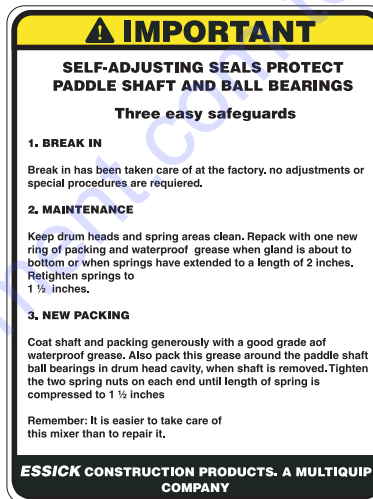 IMPORTANT
SELF-ADJUSTING SEALS PROTECT
PADDLE SHAFT AND BALL BEARINGS
Three easy safeguards
1. BREAK IN
Break in has been taken care of at the factory. no adjustments or
special procedures are requiered.
2. MAINTENANCE
Keep drum heads and spring areas clean. Repack with one new
ring of packing and waterproof grease when gland is about to
bottom or when springs have extended to a length of 2 inches.
Retighten springs to
1 ½ inches.
3. NEW PACKING
Coat shaft and packing generously with a good grade aof
waterproof grease. Also pack this grease around the paddle shaft
ball bearings in drum head cavity, when shaft is removed. Tighten
the two spring nuts on each end until length of spring is
compressed to 1 ½ inches
Remember: It is easier to take care of
this mixer than to repair it.
ESSICK CONSTRUCTION PRODUCTS. A MULTIQUIP
COMPANY